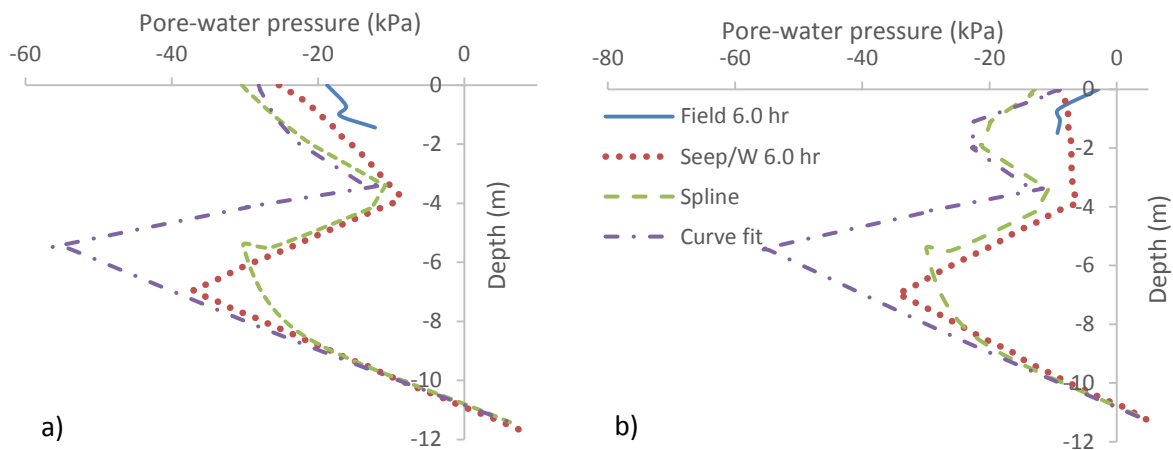 Pore-water pressure (kPa)
-60 -40 -20 0
0
-2
-4
-6
-8
-10
-12
Depth (m)
a)
Pore-water pressure (kPa)
-80 -60 -40 -20 0
0
-2
-4
-6
-8
-10
-12
Depth (m)
Field 6.0 hr
Seep/W 6.0 hr
Spline
Curve fit
b)